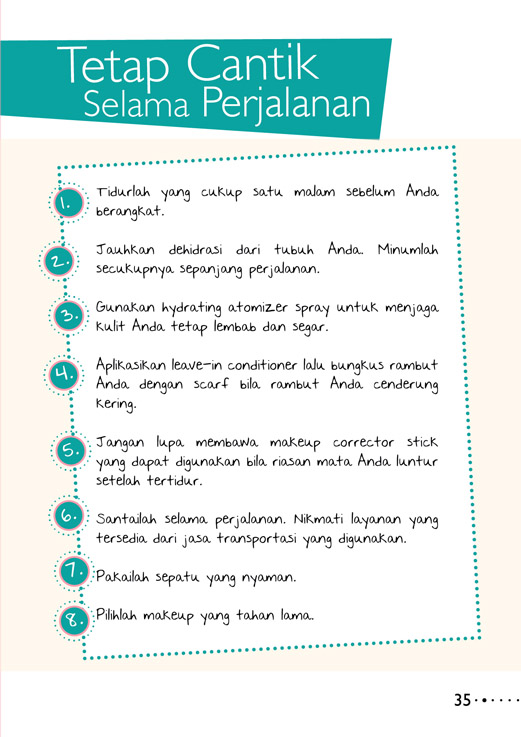 Tetap Cantik
Selama Perjalanan
1. Tidurlah yang cukup satu malam sebelum Anda
berangkat.
2. Jauhkan dehidrasi dari tubuh Anda. Minumlah
secukupnya sepanjang perjalanan.
3. Gunakan hydrating atomizer spray untuk menjaga
kulit Anda tetap lembab dan segar.
4. Aplikasikan leave-in conditioner lalu bungkus rambut
Anda dengan scarf bila rambut Anda cenderung
kering.
5. Jangan lupa membawa makeup corrector stick
yang dapat digunakan bila riasan mata Anda luntur
setelah tertidur.
6. Santailah selama perjalanan. Nikmati layanan yang
tersedia dari jasa transportasi yang digunakan.
7. Pakailah sepatu yang nyaman.
8. Pilihlah makeup yang tahan lama.
35